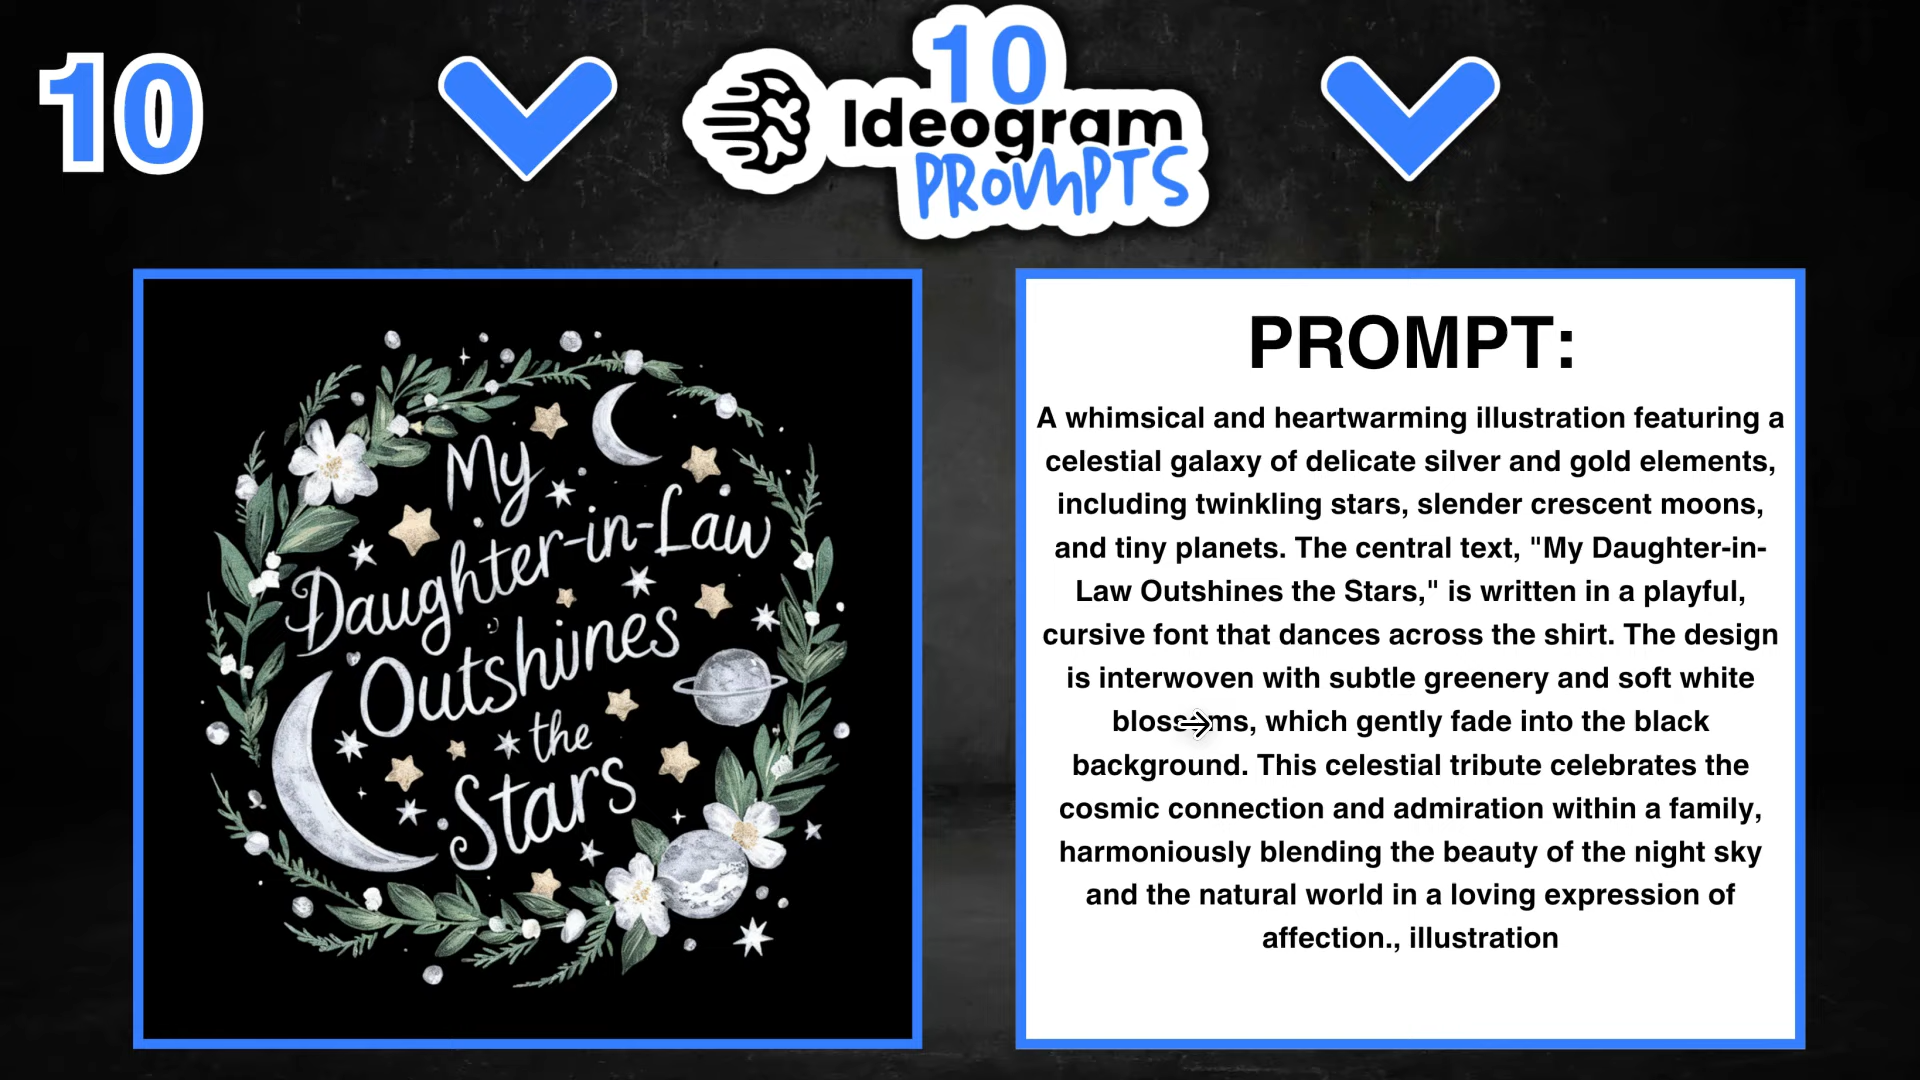 10
10
Ideogram
PROMPTS
My
Daughter-in-Law
Outshines
the
Stars
PROMPT:
A whimsical and heartwarming illustration featuring a
celestial galaxy of delicate silver and gold elements,
including twinkling stars, slender crescent moons,
and tiny planets. The central text, "My Daughter-in-
Law Outshines the Stars," is written in a playful,
cursive font that dances across the shirt. The design
is interwoven with subtle greenery and soft white
blossoms, which gently fade into the black
background. This celestial tribute celebrates the
cosmic connection and admiration within a family,
harmoniously blending the beauty of the night sky
and the natural world in a loving expression of
affection., illustration